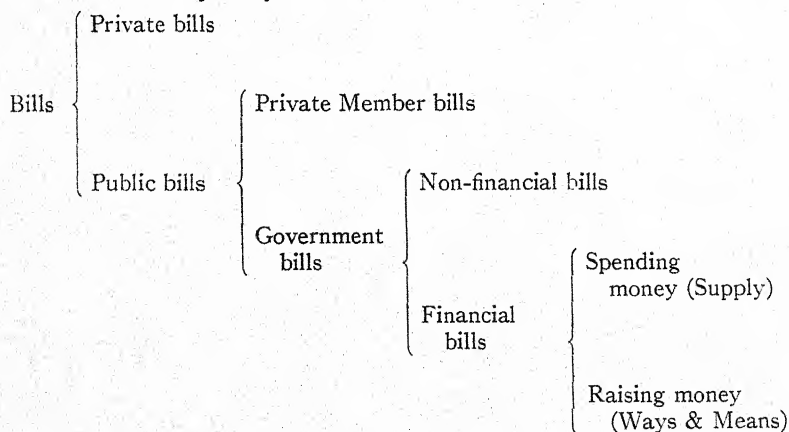 Private bills
Bills
Private Member bills
Public bills
Non-financial bills
Government
bills
Spending
money (Supply)
Financial
bills
Raising money
(Ways & Means)